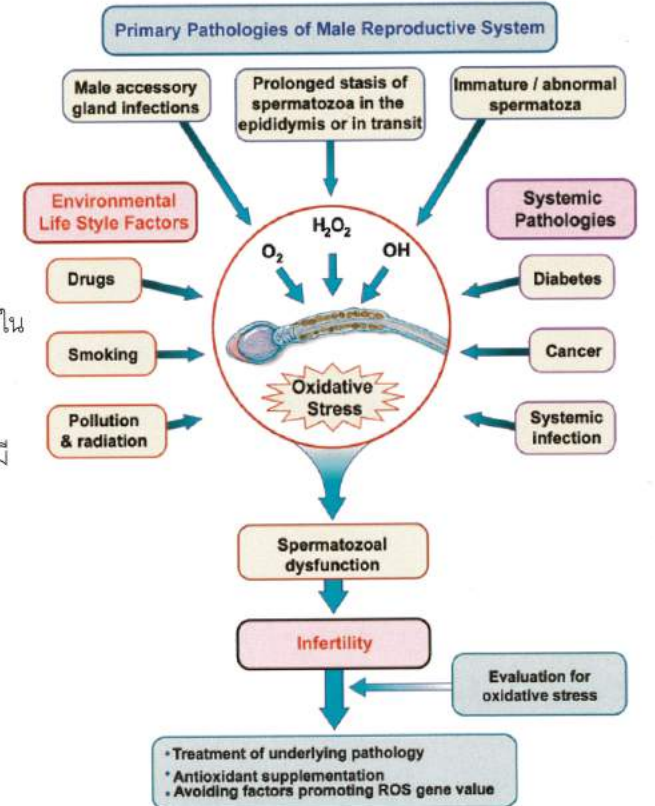 Primary Pathologies of Male Reproductive System
Male accessory
gland infections
Prolonged stasis of
spermatozoa in the
epididymis or in transit
Immature / abnormal
spermatoza
Environmental
Life Style Factors
Systemic
Pathologies
H₂O₂
O₂
OH
Drugs
Diabetes
ใน
Smoking
Cancer
Oxidative
Stress
Pollution
& radiation
Systemic
infection
Spermatozoal
dysfunction
Infertility
Evaluation for
oxidative stress
• Treatment of underlying pathology
• Antioxidant supplementation
• Avoiding factors promoting ROS gene value